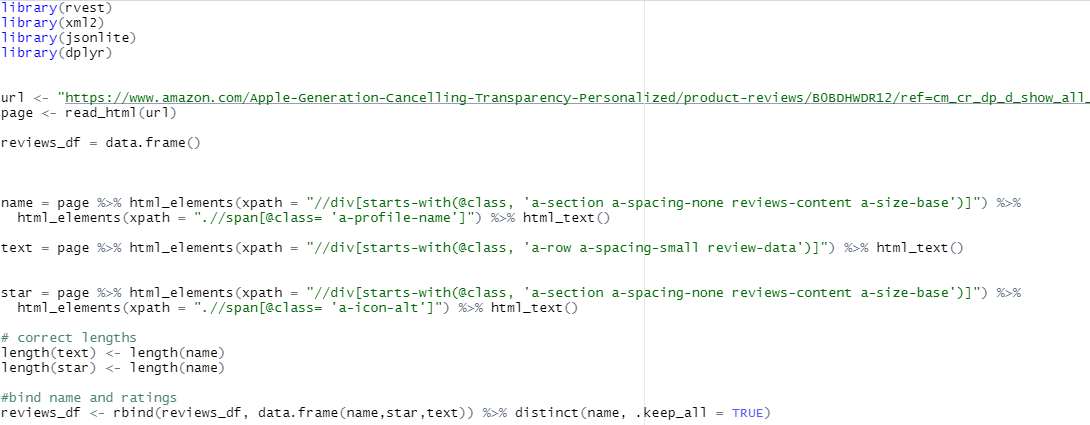 library(rvest)
library(xml2)
library(jsonlite)
library(dplyr)
url <- "https://www.amazon.com/Apple-Generation-Cancelling-Transparency-Personalized/product-reviews/B0BDHWDR12/ref=cm_cr_dp_d_show_all_
page <- read_html(url)
reviews_df = data.frame()
name = page %>% html_elements(xpath = "//div[starts-with(@class, 'a-section a-spacing-none reviews-content a-size-base')]") %>%
  html_elements(xpath = ".//span[@class= 'a-profile-name']") %>% html_text()
text = page %>% html_elements(xpath = "//div[starts-with(@class, 'a-row a-spacing-small review-data')]") %>% html_text()
star = page %>% html_elements(xpath = "//div[starts-with(@class, 'a-section a-spacing-none reviews-content a-size-base')]") %>%
  html_elements(xpath = ".//span[@class= 'a-icon-alt']") %>% html_text()
# correct lengths
length(text) <- length(name)
length(star) <- length(name)
#bind name and ratings
reviews_df <- rbind(reviews_df, data.frame(name,star,text)) %>% distinct(name, .keep_all = TRUE)